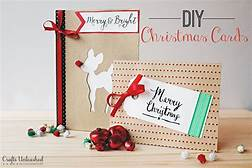 DIY
Christmas Cards
Merry & Bright
Merry
Christmas
Crafts Unleashed